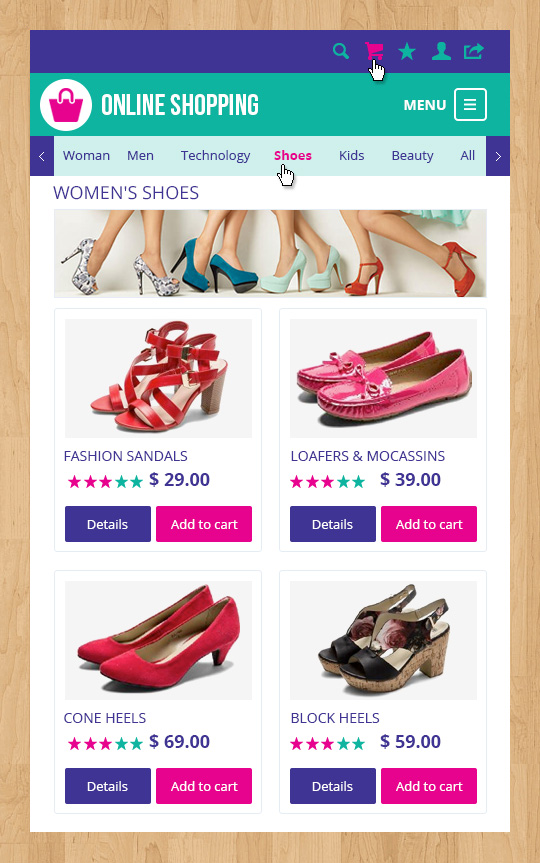 ONLINE SHOPPING
MENU
Woman Men Technology Shoes Kids Beauty All
WOMEN'S SHOES
FASHION SANDALS
$ 29.00
Details Add to cart
LOAFERS & MOCASSINS
$ 39.00
Details Add to cart
CONE HEELS
$ 69.00
Details Add to cart
BLOCK HEELS
$ 59.00
Details Add to cart